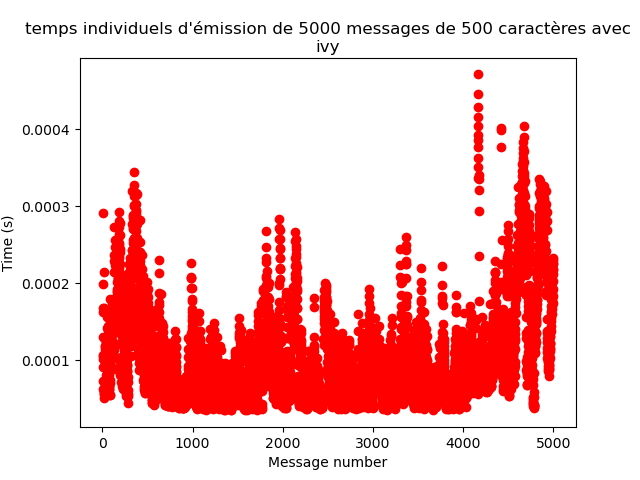 temps individuels d'émission de 5000 messages de 500 caractères avec
ivy
0.0004
0.0003
0.0002
0.0001
Time (s)
0 1000 2000 3000 4000 5000
Message number